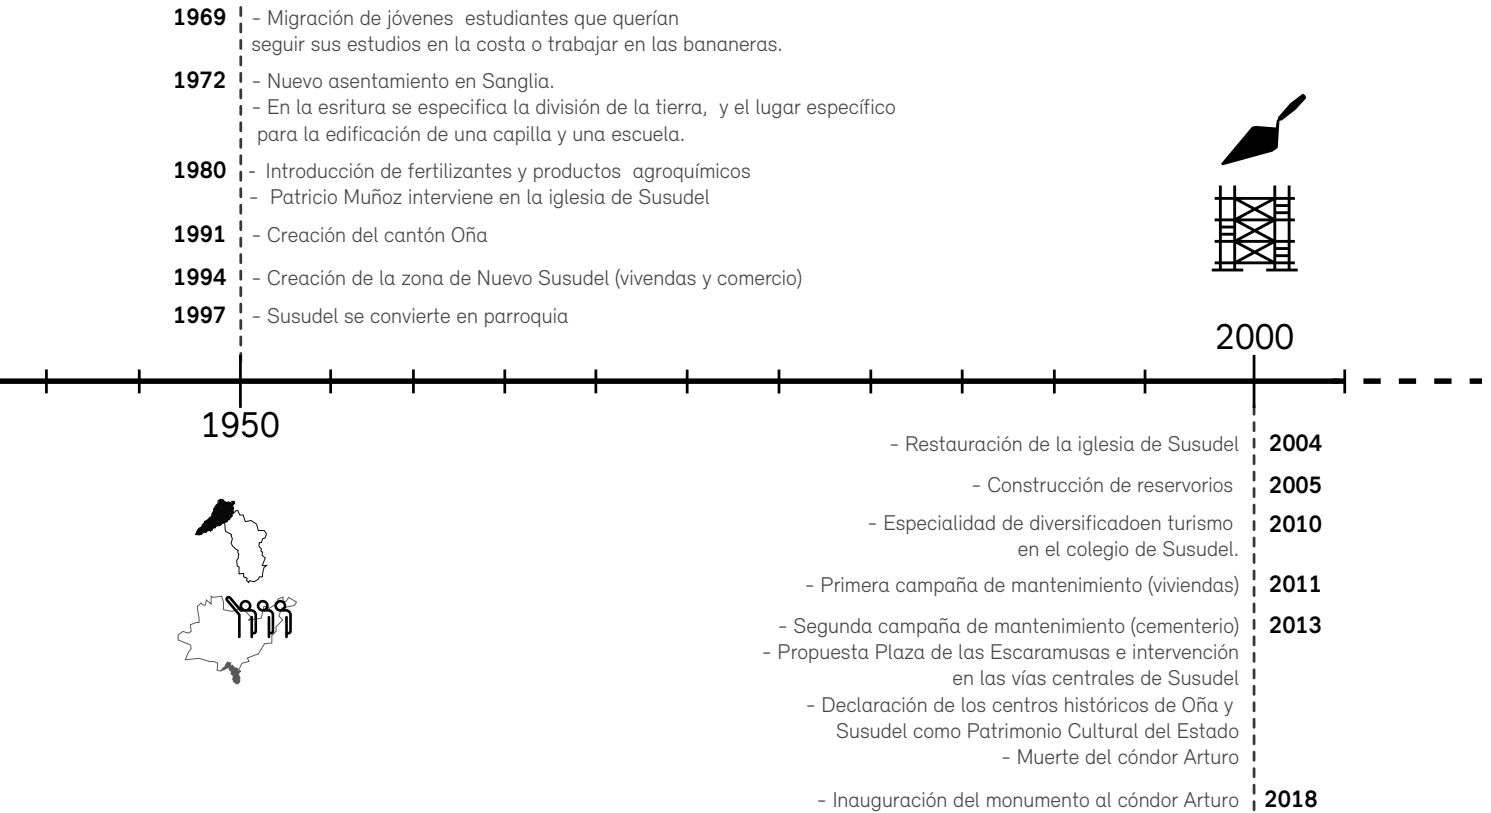 1969 - Migración de jóvenes estudiantes que querían
seguir sus estudios en la costa o trabajar en las bananeras.
1972 - Nuevo asentamiento en Sanglia.
- En la esritura se especifica la división de la tierra, y el lugar específico
para la edificación de una capilla y una escuela.
1980 - Introducción de fertilizantes y productos agroquímicos
- Patricio Muñoz interviene en la iglesia de Susudel
1991 - Creación del cantón Oña
1994 - Creación de la zona de Nuevo Susudel (vivendas y comercio)
1997 - Susudel se convierte en parroquia
2000
1950
- Restauración de la iglesia de Susudel 2004
- Construcción de reservorios 2005
- Especialidad de diversificadoen turismo 2010
en el colegio de Susudel.
- Primera campaña de mantenimiento (viviendas) 2011
- Segunda campaña de mantenimiento (cementerio) 2013
- Propuesta Plaza de las Escaramusas e intervención
en las vías centrales de Susudel
- Declaración de los centros históricos de Oña y
Susudel como Patrimonio Cultural del Estado
- Muerte del cóndor Arturo
- Inauguración del monumento al cóndor Arturo 2018